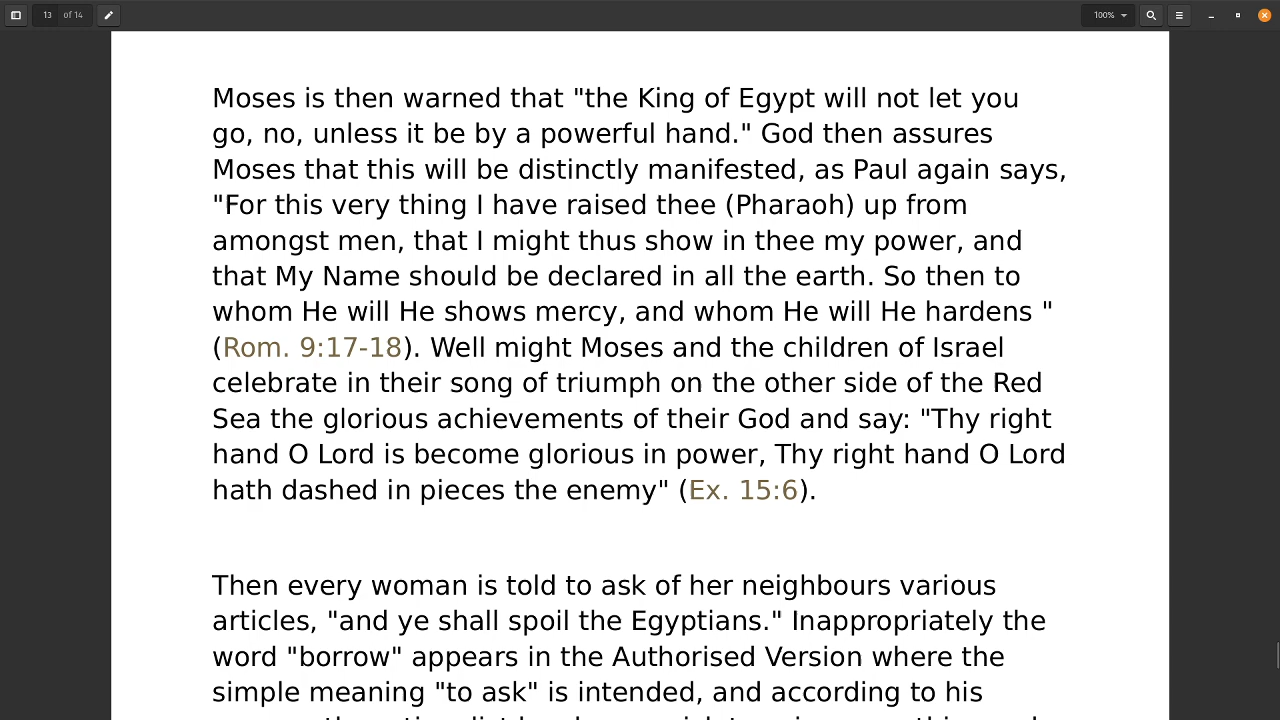 13 of 14
100%
Moses is then warned that "the King of Egypt will not let you
go, no, unless it be by a powerful hand." God then assures
Moses that this will be distinctly manifested, as Paul again says,
"For this very thing I have raised thee (Pharaoh) up from
amongst men, that I might thus show in thee my power, and
that My Name should be declared in all the earth. So then to
whom He will He shows mercy, and whom He will He hardens "
(Rom. 9:17-18). Well might Moses and the children of Israel
celebrate in their song of triumph on the other side of the Red
Sea the glorious achievements of their God and say: "Thy right
hand O Lord is become glorious in power, Thy right hand O Lord
hath dashed in pieces the enemy" (Ex. 15:6).
Then every woman is told to ask of her neighbours various
articles, "and ye shall spoil the Egyptians." Inappropriately the
word "borrow" appears in the Authorised Version where the
simple meaning "to ask" is intended, and according to his